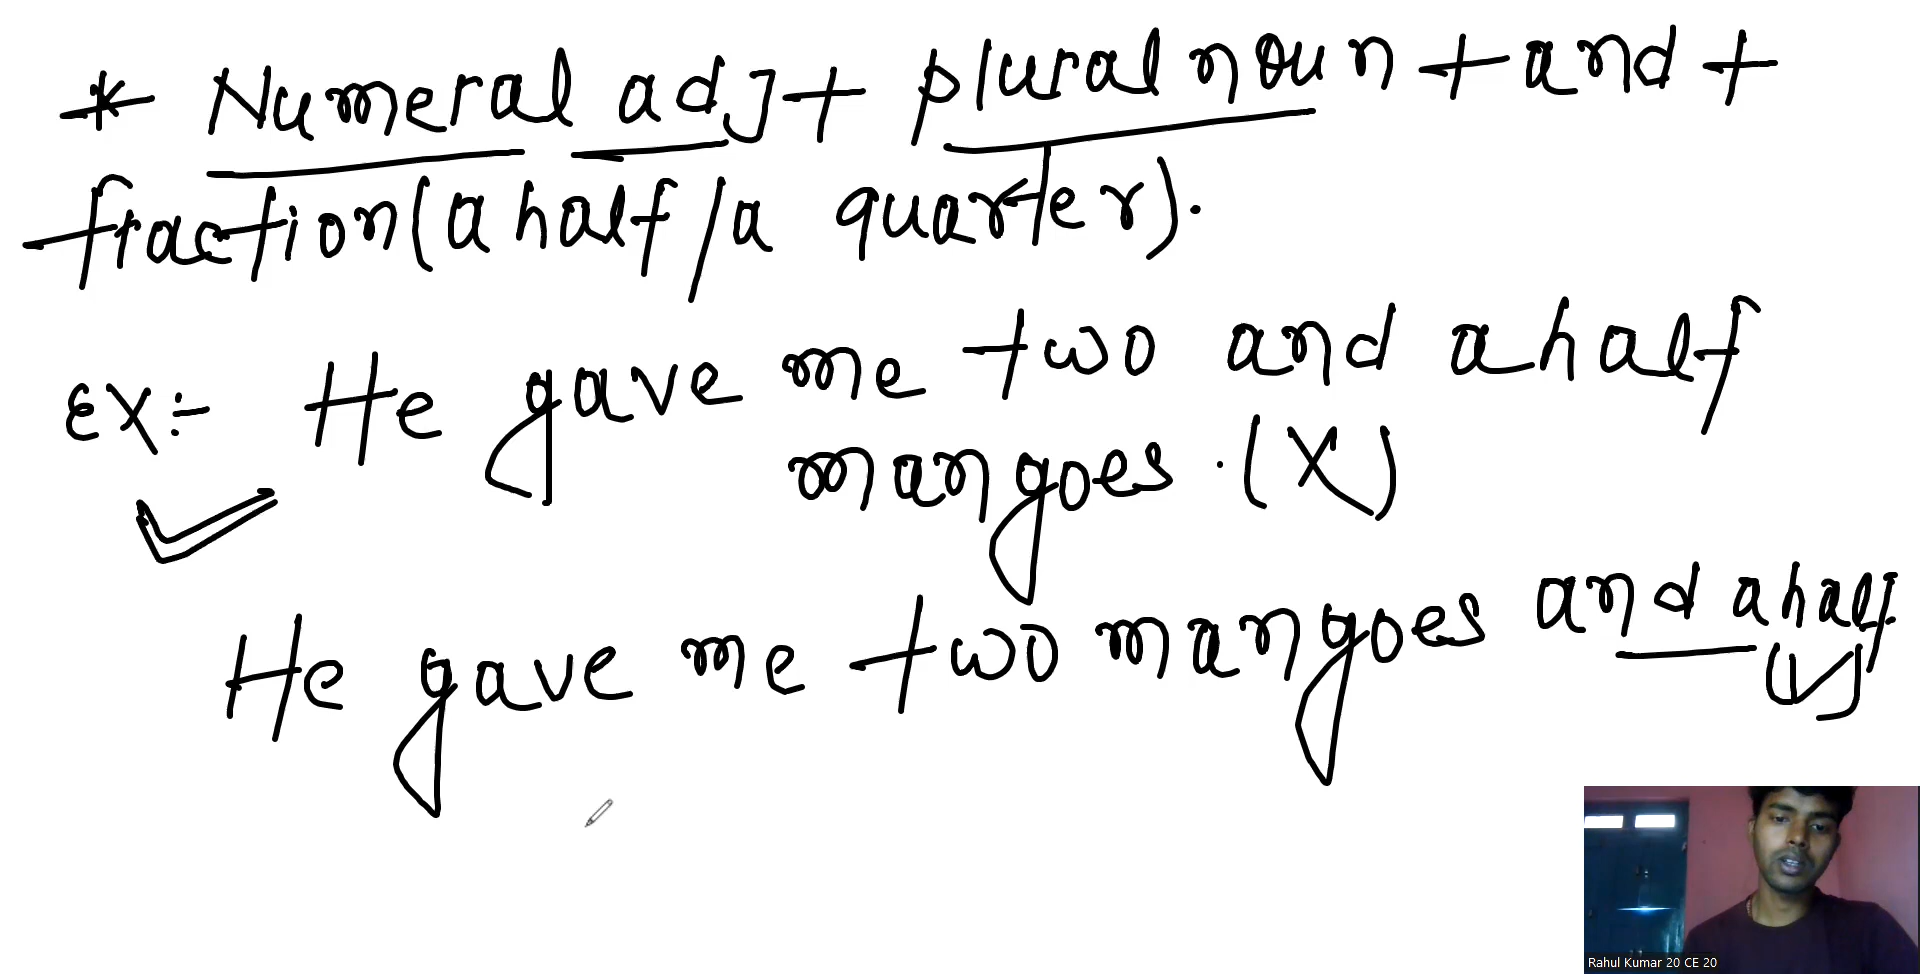 * Numeral adj + plural noun + and +
fraction (a half / a quarter).
Ex:- He gave me two and a half
mangoes. (X)
He gave me two mangoes and a half. (✓)
Rahul Kumar 20 CE 20